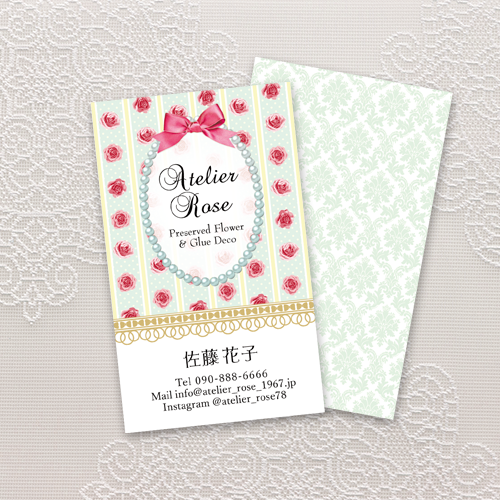 Atelier
Rose
Preserved Flower
& Glue Deco
佐藤 花子
Tel 090-888-6666
Mail info@atelier_rose_1967.jp
Instagram @atelier_rose78